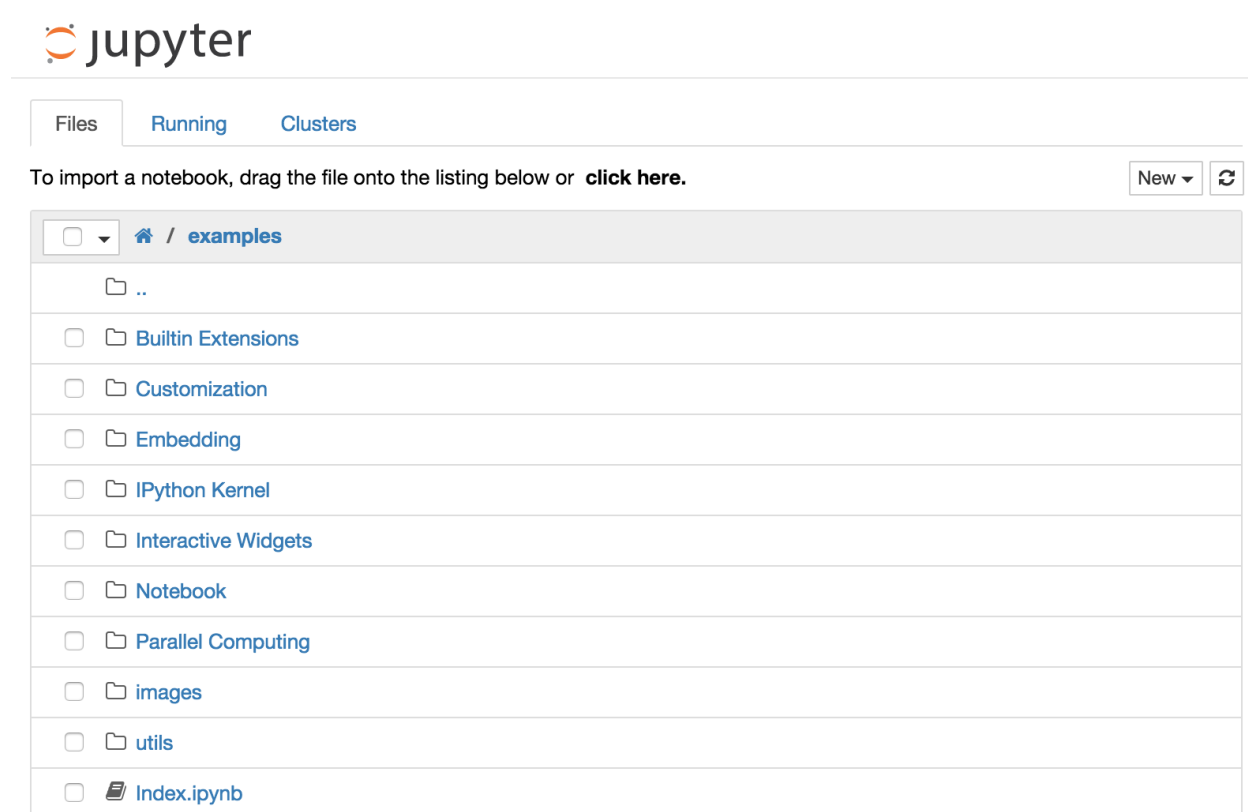 jupyter
Files Running Clusters
To import a notebook, drag the file onto the listing below or click here. New
/ examples
..
Builtin Extensions
Customization
Embedding
IPython Kernel
Interactive Widgets
Notebook
Parallel Computing
images
utils
Index.ipynb